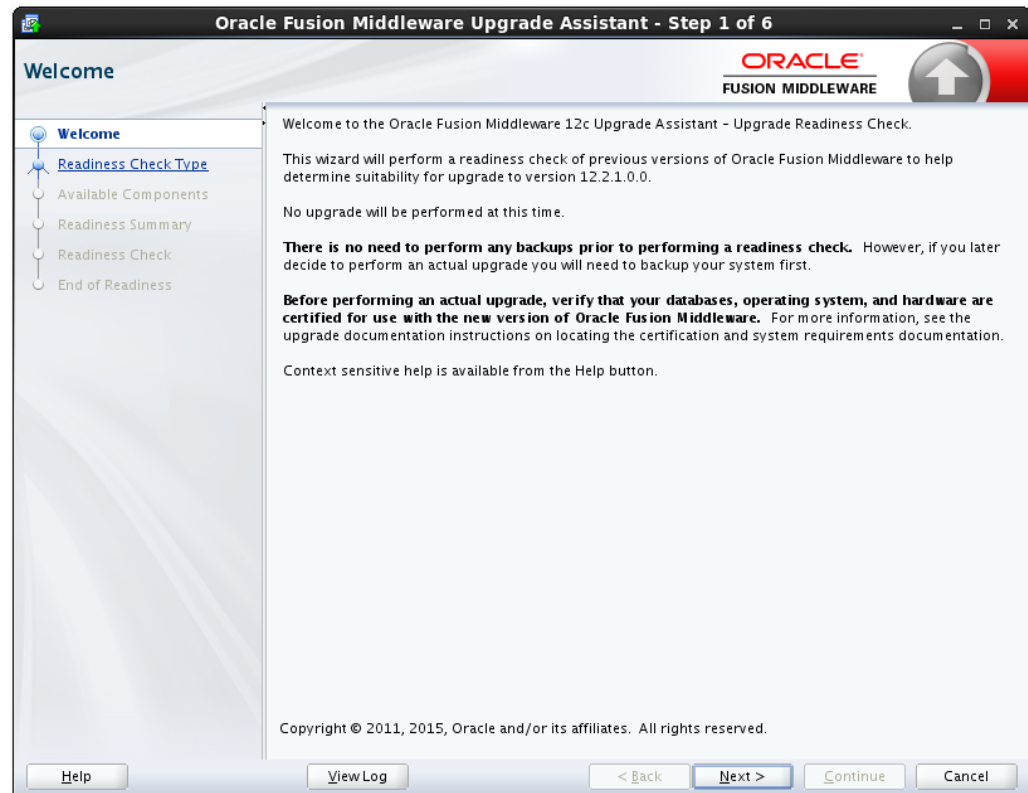 Oracle Fusion Middleware Upgrade Assistant - Step 1 of 6
Welcome
ORACLE®
FUSION MIDDLEWARE
Welcome
Readiness Check Type
Available Components
Readiness Summary
Readiness Check
End of Readiness
Welcome to the Oracle Fusion Middleware 12c Upgrade Assistant – Upgrade Readiness Check.
This wizard will perform a readiness check of previous versions of Oracle Fusion Middleware to help
determine suitability for upgrade to version 12.2.1.0.0.
No upgrade will be performed at this time.
There is no need to perform any backups prior to performing a readiness check. However, if you later
decide to perform an actual upgrade you will need to backup your system first.
Before performing an actual upgrade, verify that your databases, operating system, and hardware are
certified for use with the new version of Oracle Fusion Middleware. For more information, see the
upgrade documentation instructions on locating the certification and system requirements documentation.
Context sensitive help is available from the Help button.
Copyright © 2011, 2015, Oracle and/or its affiliates. All rights reserved.
Help
View Log
< Back
Next >
Continue
Cancel